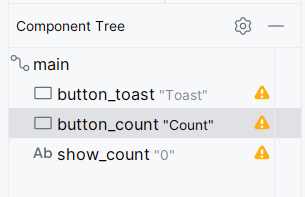 Component Tree
main
button_toast "Toast"
button_count "Count"
Ab show_count "0"